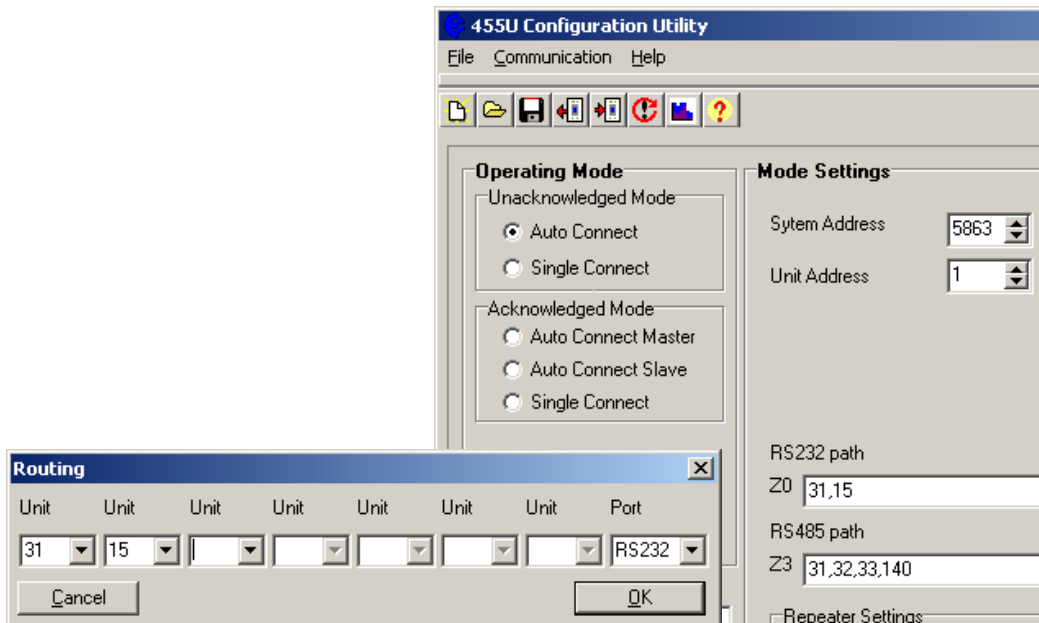 455U Configuration Utility
File Communication Help
Operating Mode
Unacknowledged Mode
Auto Connect
Single Connect
Acknowledged Mode
Auto Connect Master
Auto Connect Slave
Single Connect
Mode Settings
Sytem Address 5863
Unit Address 1
RS232 path
Z0 31,15
RS485 path
Z3 31,32,33,140
Repeater Settings
Routing
Unit Unit Unit Unit Unit Unit Unit Port
31 15 RS232
Cancel OK